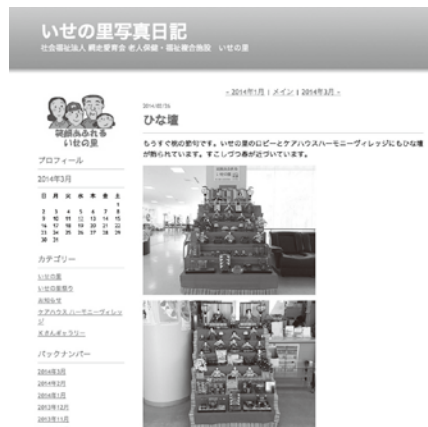 いせの里写真日記
社会福祉法人 網走愛育会 老人保健・福祉複合施設 いせの里
« 2014年1月 | メイン | 2014年3月 »
笑顔あふれる
いせの里
プロフィール
2014年3月
日 月 火 水 木 金 土
1
2 3 4 5 6 7 8
9 10 11 12 13 14 15
16 17 18 19 20 21 22
23 24 25 26 27 28 29
30 31
カテゴリー
いせの里
いせの里祭り
お知らせ
ケアハウス ハーモニーヴィレッ
ジ
バックナンバー
2014年3月
2014年2月
2014年1月
2013年12月
2013年11月
ひな壇
もうすぐ桃の節句です。いせの里のロビーとケアハウスハーモニーヴィレッジにもひな壇
が飾られています。すこしづつ春が近づいています。